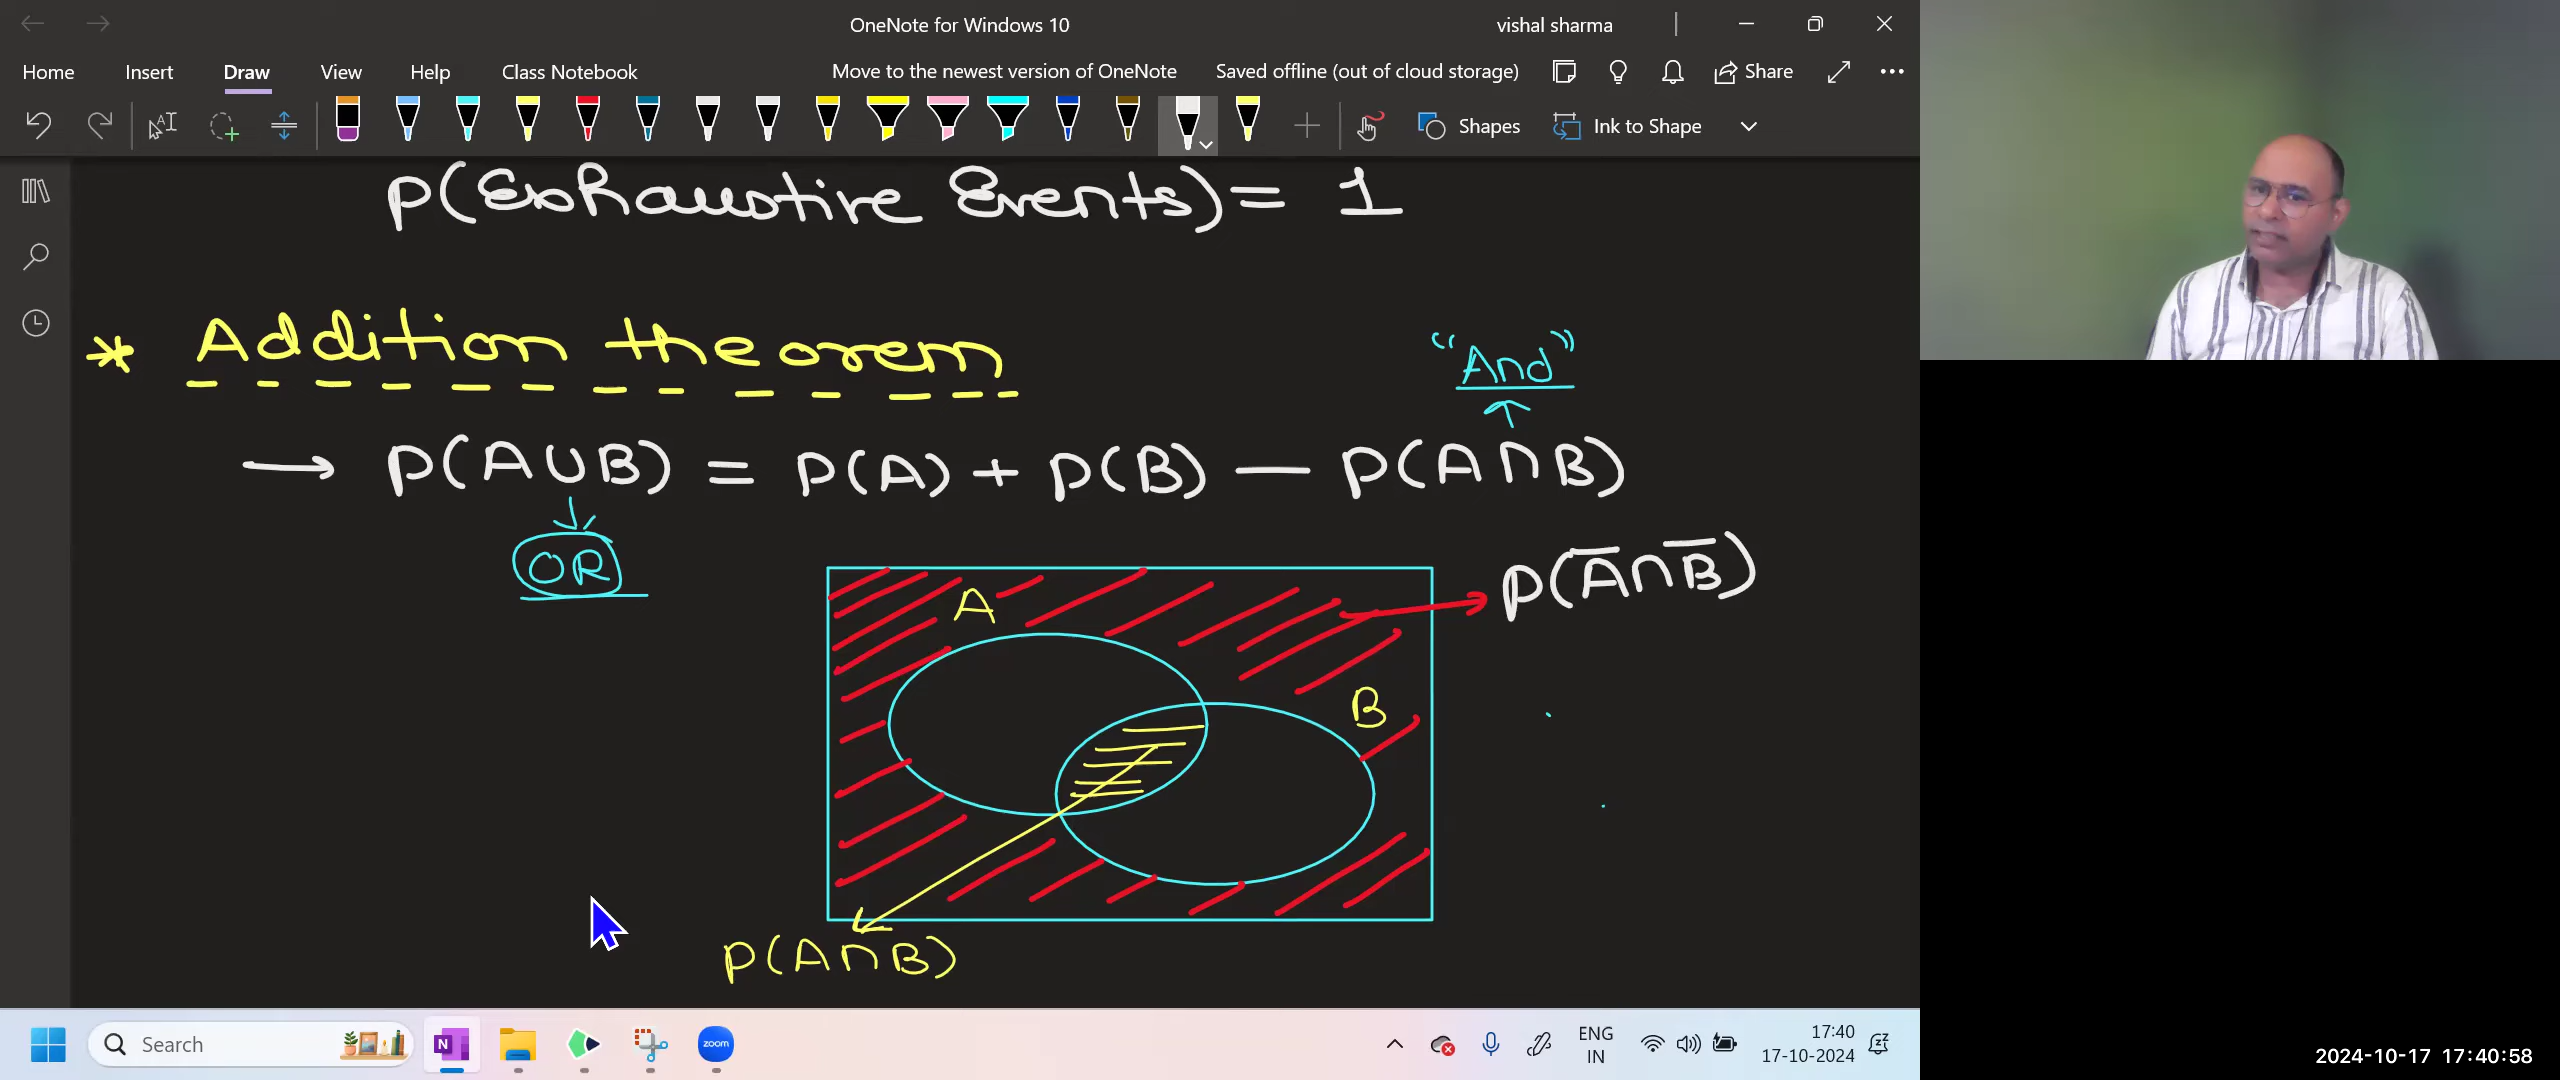 OneNote for Windows 10
vishal sharma
Home Insert Draw View Help Class Notebook
Move to the newest version of OneNote Saved offline (out of cloud storage) Share
Shapes Ink to Shape
P(Exhaustive Events) = 1
* Addition theorem
"And"
→ P(A∪B) = P(A) + P(B) — P(A∩B)
OR
P(A̅∩B̅)
A
B
P(A∩B)
Search
zoom
ENG
IN
17:40
17-10-2024
2024-10-17 17:40:58